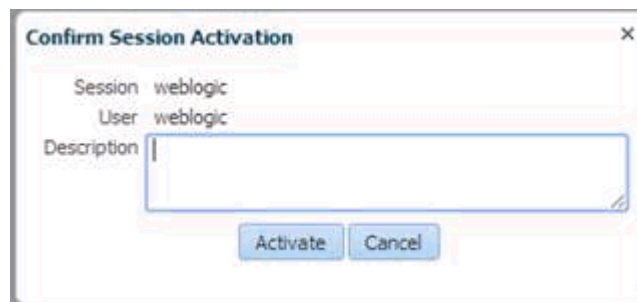 Confirm Session Activation
Session weblogic
User weblogic
Description
Activate Cancel